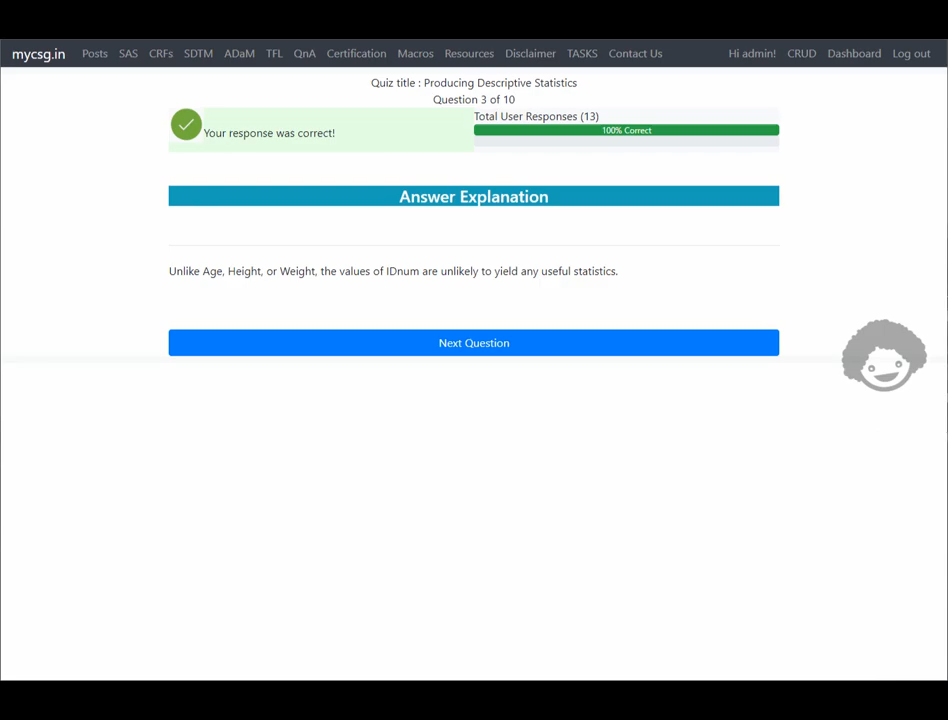 mycsg.in Posts SAS CRFs SDTM ADaM TFL QnA Certification Macros Resources Disclaimer TASKS Contact Us Hi admin! CRUD Dashboard Log out
Quiz title : Producing Descriptive Statistics
Question 3 of 10
Your response was correct!
Total User Responses (13)
100% Correct
Answer Explanation
Unlike Age, Height, or Weight, the values of IDnum are unlikely to yield any useful statistics.
Next Question